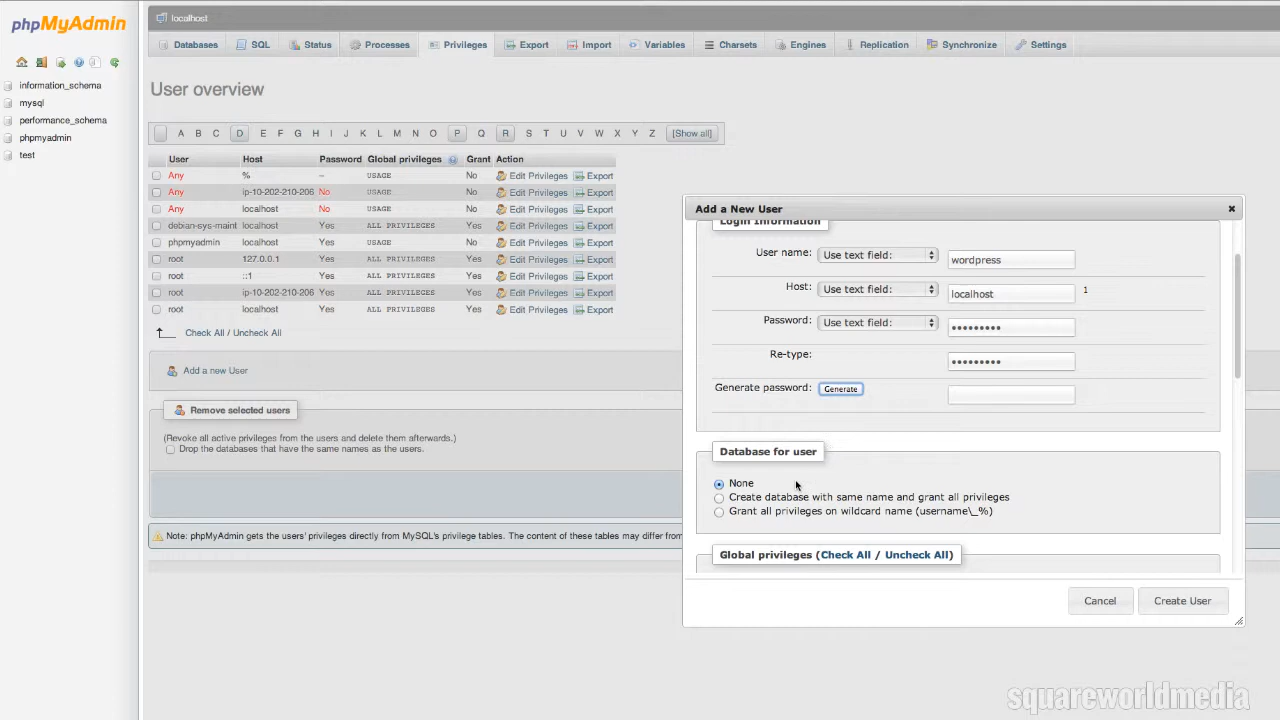 phpMyAdmin
localhost
Databases SQL Status Processes Privileges Export Import Variables Charsets Engines Replication Synchronize Settings
information_schema
mysql
performance_schema
phpmyadmin
test
User overview
A B C D E F G H I J K L M N O P Q R S T U V W X Y Z [Show all]
User Host Password Global privileges Grant Action
Any % -- USAGE No Edit Privileges Export
Any ip-10-202-210-206 No USAGE No Edit Privileges Export
Any localhost No USAGE No Edit Privileges Export
debian-sys-maint localhost Yes ALL PRIVILEGES Yes Edit Privileges Export
phpmyadmin localhost Yes USAGE No Edit Privileges Export
root 127.0.0.1 Yes ALL PRIVILEGES Yes Edit Privileges Export
root ::1 Yes ALL PRIVILEGES Yes Edit Privileges Export
root ip-10-202-210-206 Yes ALL PRIVILEGES Yes Edit Privileges Export
root localhost Yes ALL PRIVILEGES Yes Edit Privileges Export
Check All / Uncheck All
Add a new User
Remove selected users
(Revoke all active privileges from the users and delete them afterwards.)
Drop the databases that have the same names as the users.
Note: phpMyAdmin gets the users' privileges directly from MySQL's privilege tables. The content of these tables may differ from
Add a New User
Login Information
User name: Use text field: wordpress
Host: Use text field: localhost 1
Password: Use text field: •••••••••
Re-type: •••••••••
Generate password: Generate
Database for user
None
Create database with same name and grant all privileges
Grant all privileges on wildcard name (username\_%)
Global privileges (Check All / Uncheck All)
Cancel Create User
squareworldmedia